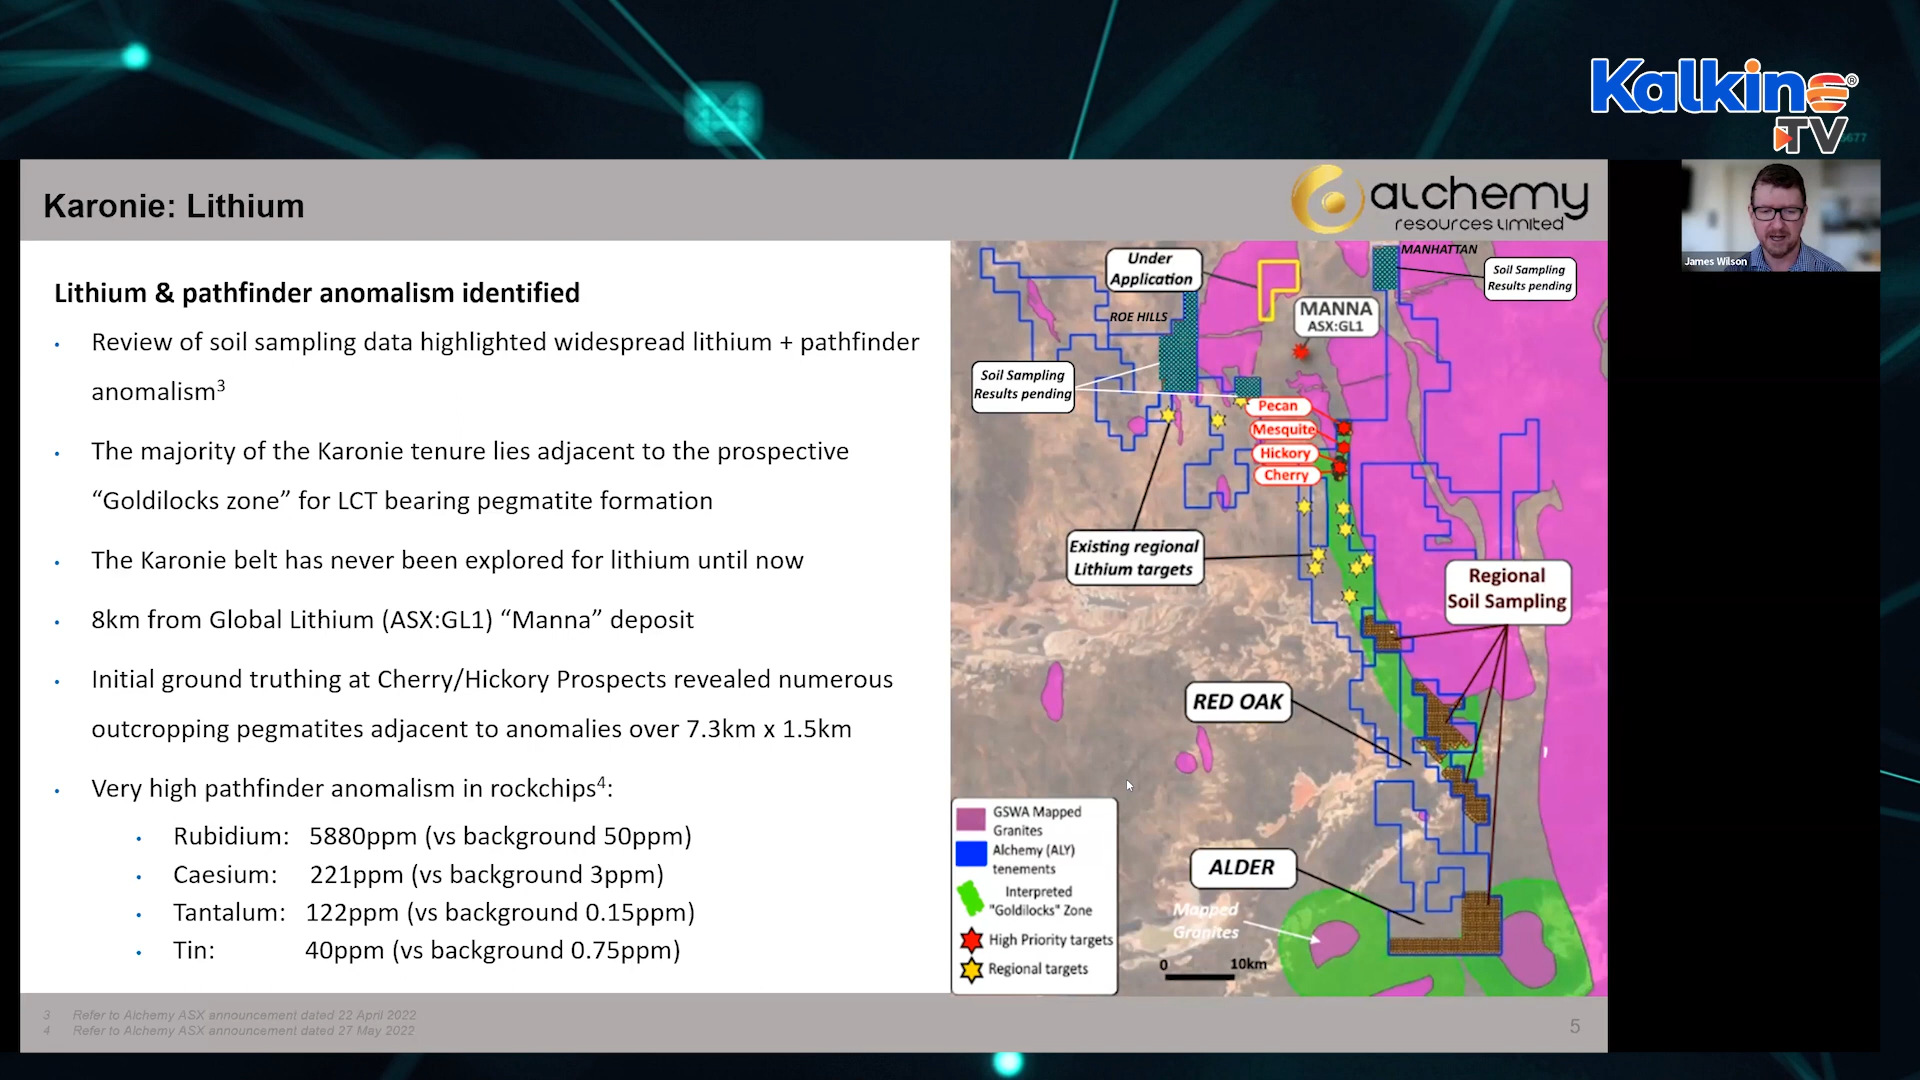 Kalkine®
TV
Karonie: Lithium
alchemy
resources limited
James Wilson
Lithium & pathfinder anomalism identified
• Review of soil sampling data highlighted widespread lithium + pathfinder
anomalism3
• The majority of the Karonie tenure lies adjacent to the prospective
“Goldilocks zone” for LCT bearing pegmatite formation
• The Karonie belt has never been explored for lithium until now
• 8km from Global Lithium (ASX:GL1) “Manna” deposit
• Initial ground truthing at Cherry/Hickory Prospects revealed numerous
outcropping pegmatites adjacent to anomalies over 7.3km x 1.5km
• Very high pathfinder anomalism in rockchips4:
• Rubidium: 5880ppm (vs background 50ppm)
• Caesium: 221ppm (vs background 3ppm)
• Tantalum: 122ppm (vs background 0.15ppm)
• Tin: 40ppm (vs background 0.75ppm)
MANHATTAN
Under
Application
Soil Sampling
Results pending
ROE HILLS
MANNA
ASX:GL1
Soil Sampling
Results pending
Pecan
Mesquite
Hickory
Cherry
Existing regional
Lithium targets
Regional
Soil Sampling
RED OAK
ALDER
Mapped
Granites
0 10km
GSWA Mapped
Granites
Alchemy (ALY)
tenements
Interpreted
"Goldilocks" Zone
High Priority targets
Regional targets
3 Refer to Alchemy ASX announcement dated 22 April 2022
4 Refer to Alchemy ASX announcement dated 27 May 2022
5